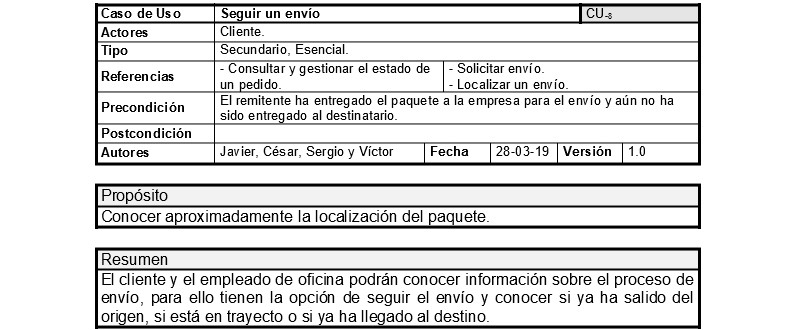 Caso de Uso Seguir un envío CU-8
Actores Cliente.
Tipo Secundario, Esencial.
Referencias - Consultar y gestionar el estado de un pedido. - Solicitar envío.
- Localizar un envío.
Precondición El remitente ha entregado el paquete a la empresa para el envío y aún no ha
sido entregado al destinatario.
Postcondición
Autores Javier, César, Sergio y Víctor Fecha 28-03-19 Versión 1.0
Propósito
Conocer aproximadamente la localización del paquete.
Resumen
El cliente y el empleado de oficina podrán conocer información sobre el proceso de
envío, para ello tienen la opción de seguir el envío y conocer si ya ha salido del
origen, si está en trayecto o si ya ha llegado al destino.